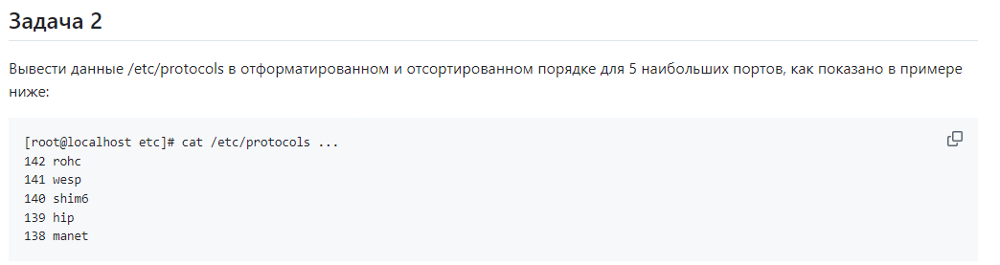 Задача 2
Вывести данные /etc/protocols в отформатированном и отсортированном порядке для 5 наибольших портов, как показано в примере
ниже:
[root@localhost etc]# cat /etc/protocols ...
142 rohc
141 wesp
140 shim6
139 hip
138 manet